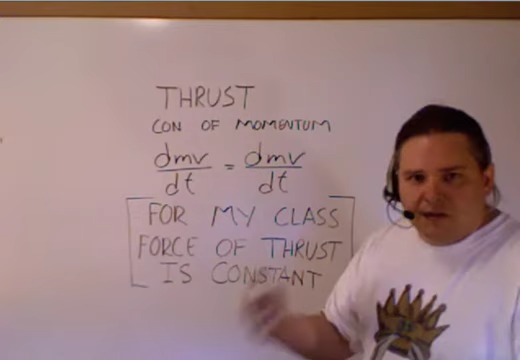 THRUST
CON OF MOMENTUM
dmv/dt = dmv/dt
FOR MY CLASS
FORCE OF THRUST
IS CONSTANT